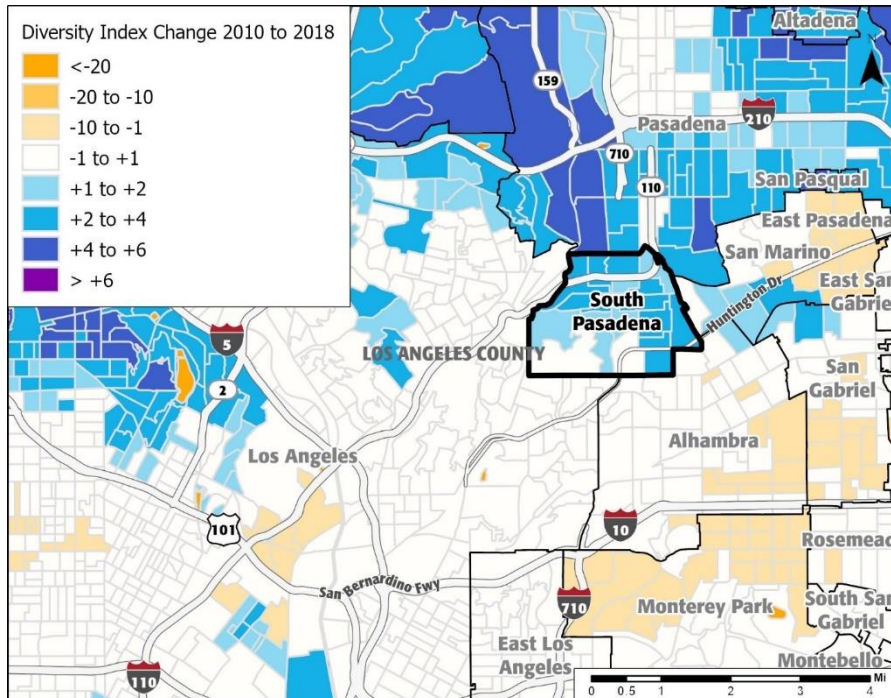 Diversity Index Change 2010 to 2018
<-20
-20 to -10
-10 to -1
-1 to +1
+1 to +2
+2 to +4
+4 to +6
> +6
Altadena
159
Pasadena
210
710
110
San Pasqual
East Pasadena
San Marino
East San
Gabriel
Huntington Dr
South
Pasadena
5
LOS ANGELES COUNTY
2
San
Gabriel
Los Angeles
Alhambra
101
10
Rosemead
San Bernardino Fwy
710
Monterey Park
South San
Gabriel
East Los
Angeles
Montebello
110
0 0.5 1 2 3 4